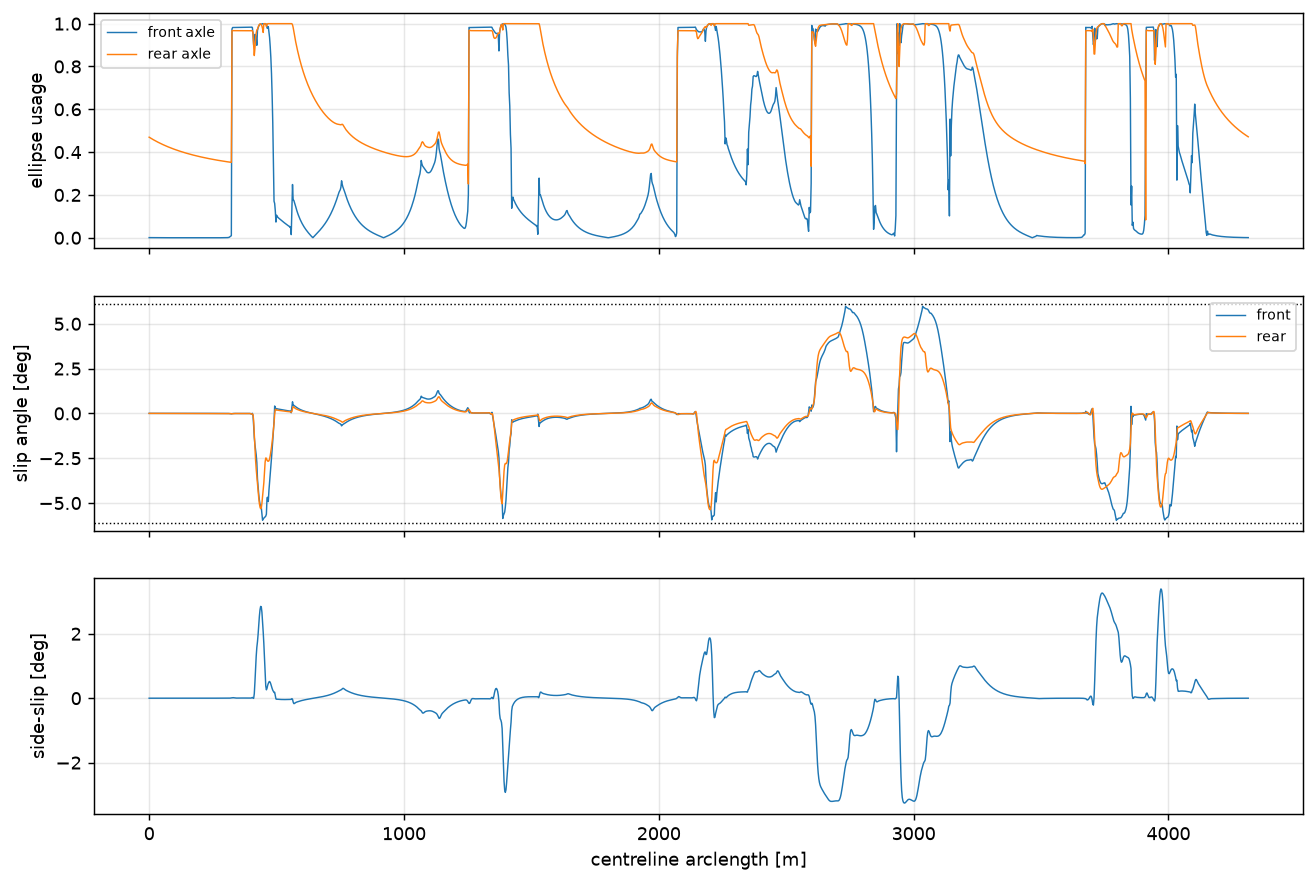 1.0
0.8
0.6
0.4
0.2
0.0
ellipse usage
front axle
rear axle
5.0
2.5
0.0
−2.5
−5.0
slip angle [deg]
front
rear
2
0
−2
side-slip [deg]
0
1000
2000
3000
4000
centreline arclength [m]